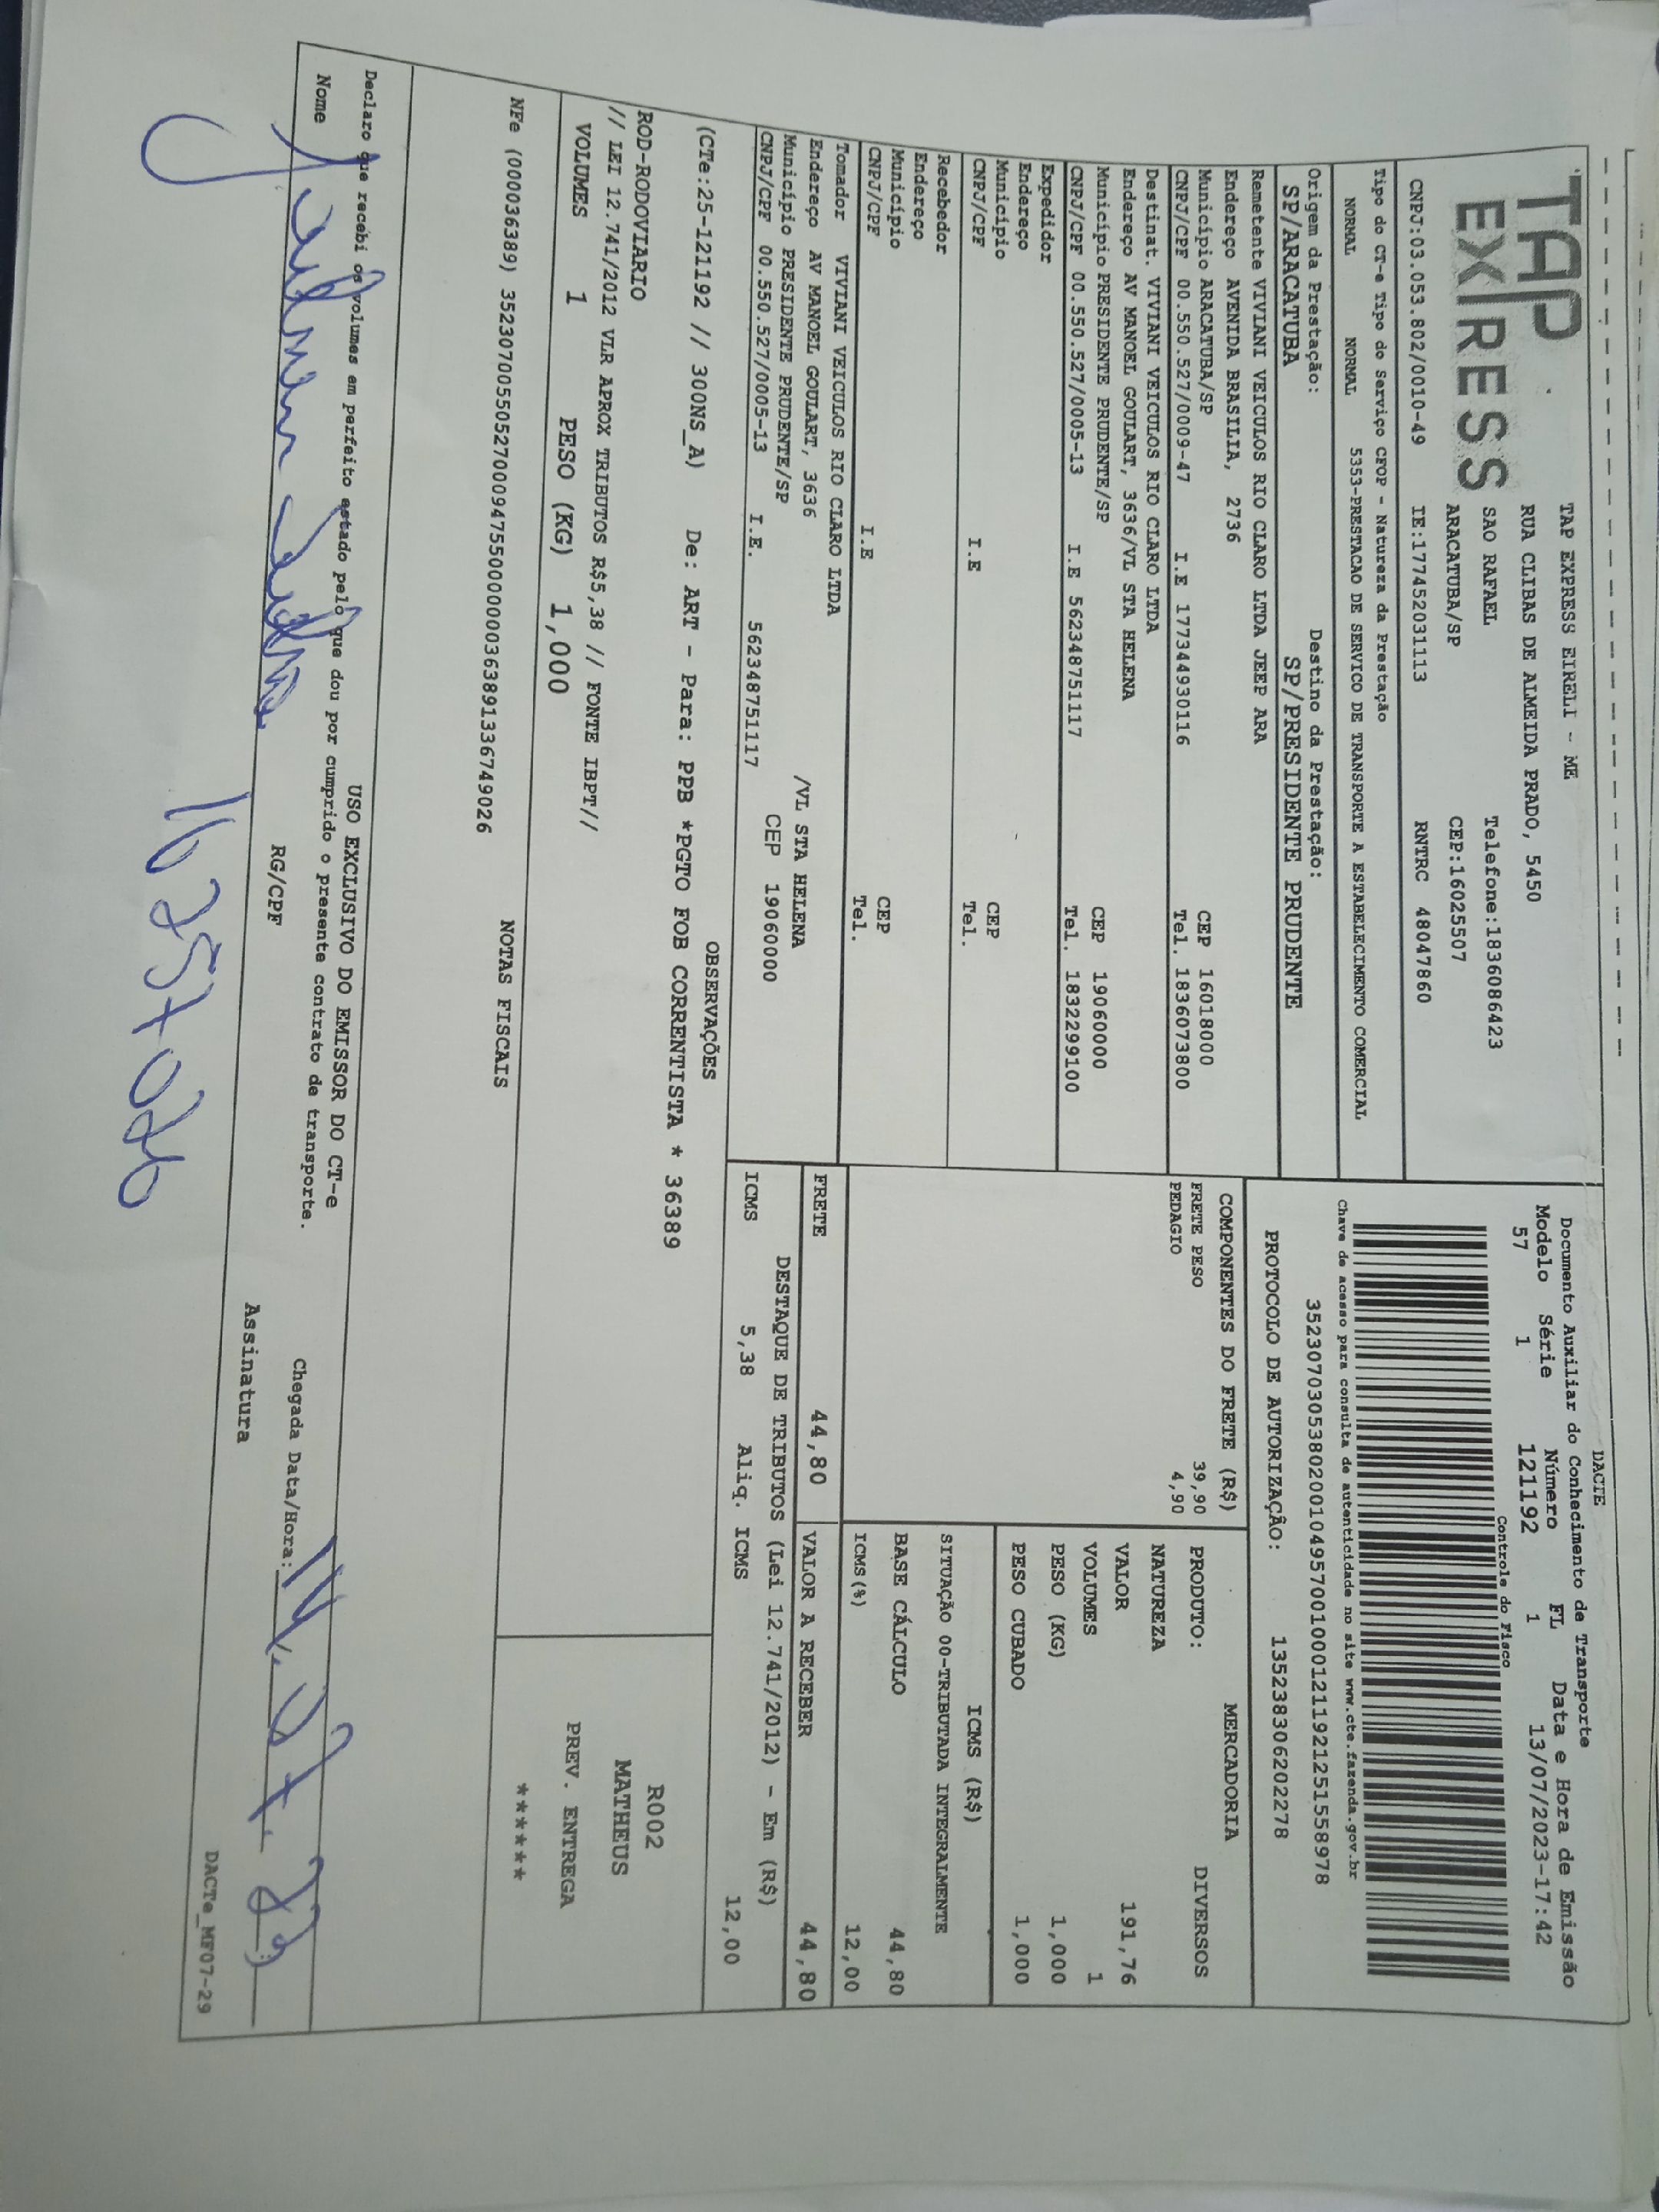 DACTE
TAP EXPRESS
TAP EXPRESS EIRELI - ME
RUA CLIBAS DE ALMEIDA PRADO, 5450
SAO RAFAEL Telefone:1836086423
ARACATUBA/SP CEP:16025507
CNPJ:03.053.802/0010-49 IE:177452031113 RNTRC 48047860
Documento Auxiliar do Conhecimento de Transporte
Modelo Série Número FL Data e Hora de Emissão
57 1 121192 1 13/07/2023-17:42
Controle do Fisco
Chave de acesso para consulta de autenticidade no site www.cte.fazenda.gov.br
35230703053802001049570010001211921251558978
PROTOCOLO DE AUTORIZAÇÃO: 135238306202278
Tipo do CT-e Tipo do Serviço CFOP - Natureza da Prestação
NORMAL NORMAL 5353-PRESTACAO DE SERVICO DE TRANSPORTE A ESTABELECIMENTO COMERCIAL
Origem da Prestação: Destino da Prestação:
SP/ARACATUBA SP/PRESIDENTE PRUDENTE
Remetente VIVIANI VEICULOS RIO CLARO LTDA JEEP ARA
Endereço AVENIDA BRASILIA, 2736
Município ARACATUBA/SP CEP 16018000
CNPJ/CPF 00.550.527/0009-47 I.E 177344930116 Tel. 1836073800
Destinat. VIVIANI VEICULOS RIO CLARO LTDA
Endereço AV MANOEL GOULART, 3636/VL STA HELENA
Município PRESIDENTE PRUDENTE/SP CEP 19060000
CNPJ/CPF 00.550.527/0005-13 I.E 562348751117 Tel. 1832299100
Expedidor
Endereço
Município CEP
CNPJ/CPF I.E Tel.
Recebedor
Endereço
Município CEP
CNPJ/CPF I.E Tel.
Tomador VIVIANI VEICULOS RIO CLARO LTDA
Endereço AV MANOEL GOULART, 3636 /VL STA HELENA
Município PRESIDENTE PRUDENTE/SP CEP 19060000
CNPJ/CPF 00.550.527/0005-13 I.E. 562348751117
COMPONENTES DO FRETE (R$)
FRETE PESO 39,90
PEDAGIO 4,90
MERCADORIA
PRODUTO: DIVERSOS
NATUREZA
VALOR 191,76
VOLUMES 1
PESO (KG) 1,000
PESO CUBADO 1,000
ICMS (R$)
SITUAÇÃO 00-TRIBUTADA INTEGRALMENTE
BASE CÁLCULO 44,80
ICMS(%) 12,00
FRETE 44,80 VALOR A RECEBER 44,80
DESTAQUE DE TRIBUTOS (Lei 12.741/2012) - Em (R$)
ICMS 5,38 Aliq. ICMS 12,00
OBSERVAÇÕES
(CTe:25-121192 // 300NS_A) De: ART - Para: PPB *PGTO FOB CORRENTISTA * 36389
ROD-RODOVIARIO
// LEI 12.741/2012 VLR APROX TRIBUTOS R$5,38 // FONTE IBPT//
VOLUMES 1 PESO (KG) 1,000
R002
MATHEUS
PREV. ENTREGA
*******
NOTAS FISCAIS
NFe (000036389) 35230700550527000947550000000363891336749026
USO EXCLUSIVO DO EMISSOR DO CT-e
Declaro que recebi os volumes em perfeito estado pelo que dou por cumprido o presente contrato de transporte.
Nome RG/CPF Assinatura Chegada Data/Hora:
DACTe_MF07-29